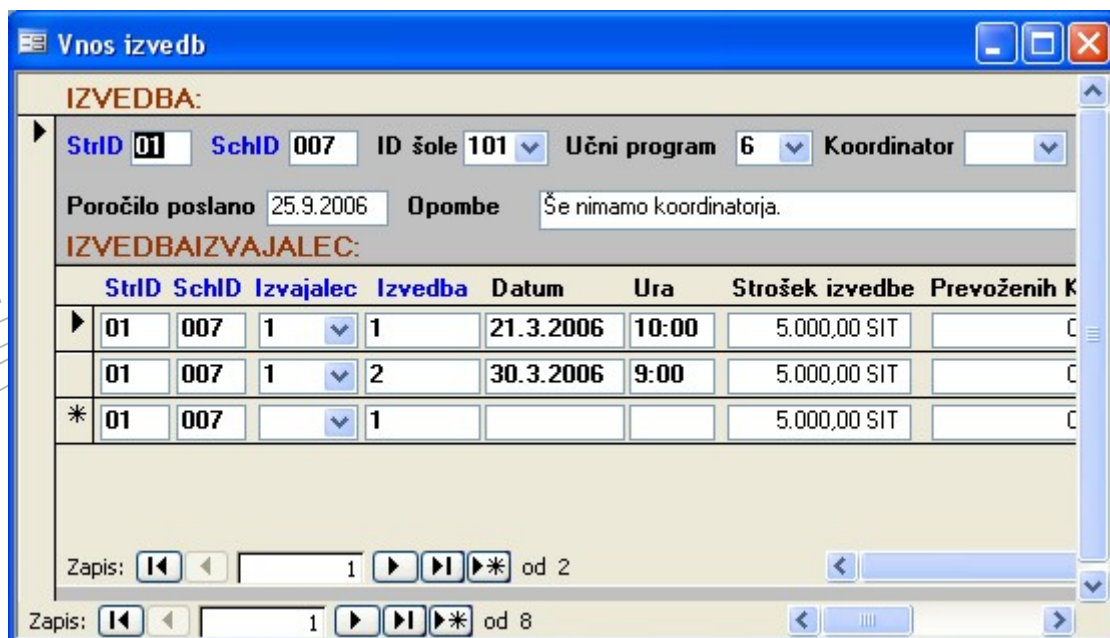 Vnos izvedb
IZVEDBA:
StrID 01 SchID 007 ID šole 101 Učni program 6 Koordinator
Poročilo poslano 25.9.2006 Opombe Še nimamo koordinatorja.
IZVEDBAIZVAJALEC:
StrID SchID Izvajalec Izvedba Datum Ura Strošek izvedbe Prevoženih K
01 007 1 1 21.3.2006 10:00 5.000,00 SIT
01 007 1 2 30.3.2006 9:00 5.000,00 SIT
* 01 007 1 5.000,00 SIT
Zapis: 1 od 2
Zapis: 1 od 8